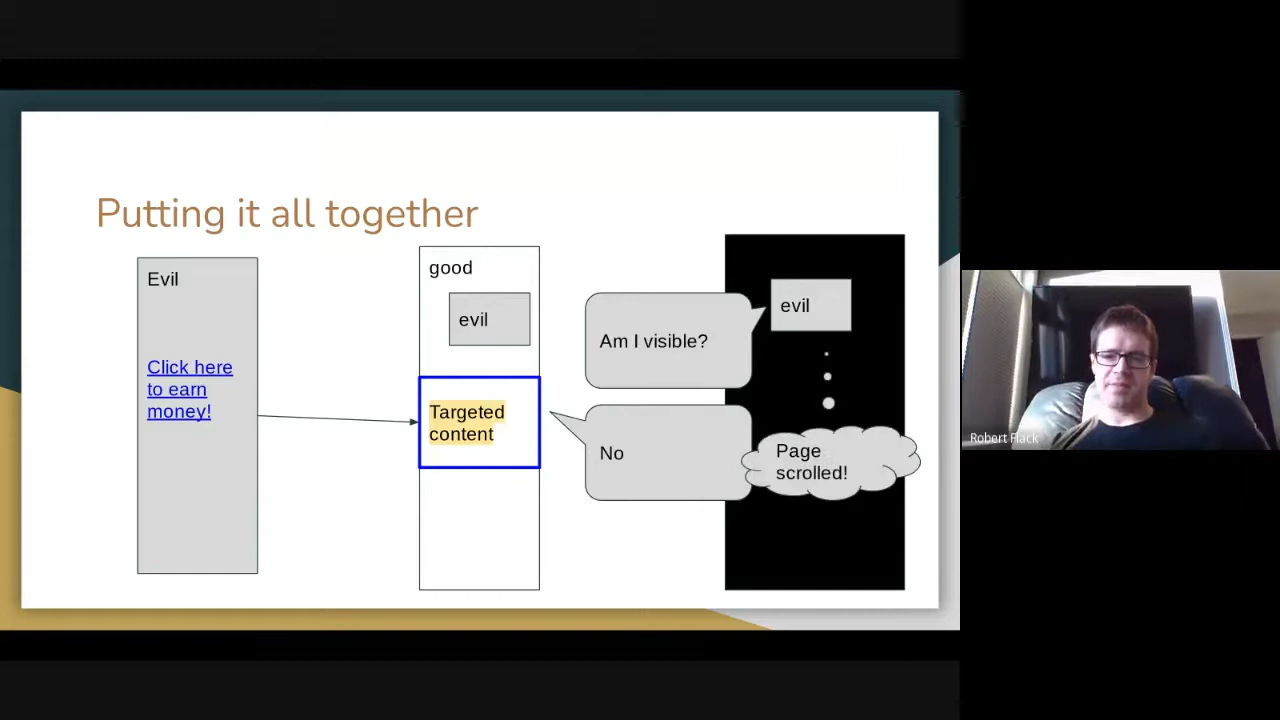 Putting it all together
Evil
Click here
to earn
money!
good
evil
Targeted
content
Am I visible?
No
evil
Page
scrolled!
Robert Flack